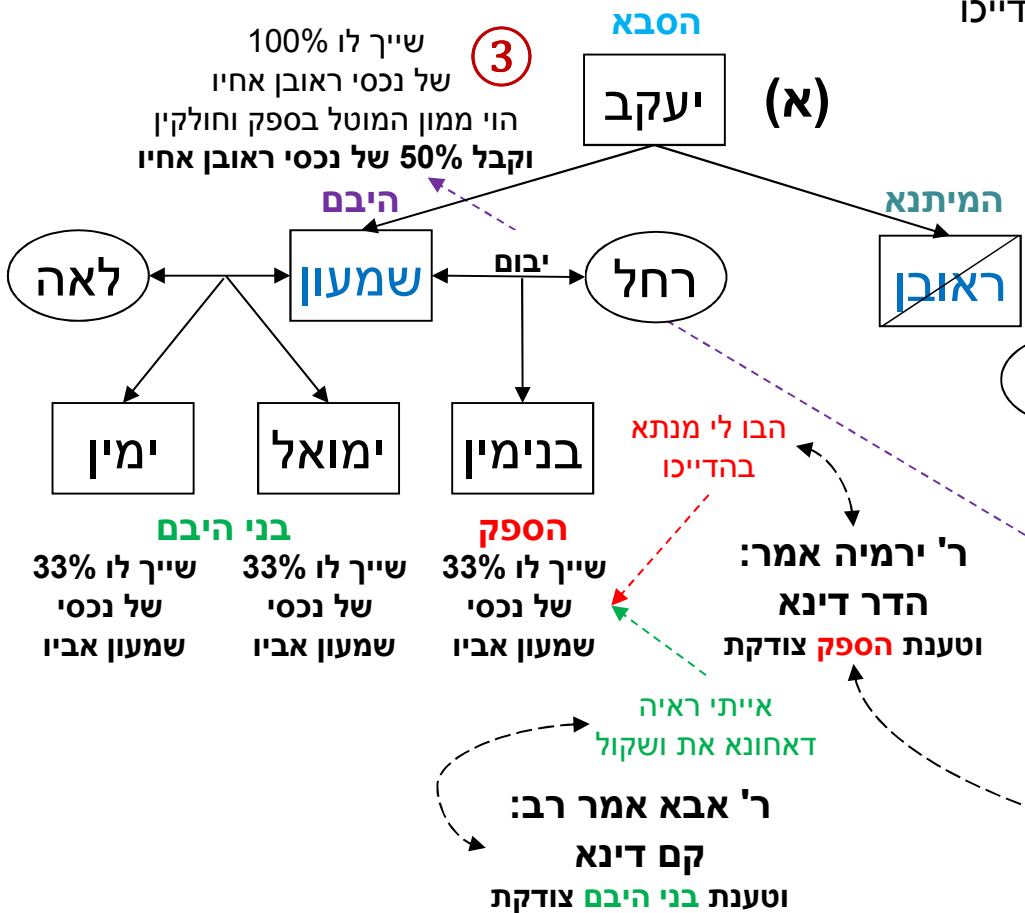 דייכו
הסבא
יעקב
(א)
3
שייך לו 100%
של נכסי ראובן אחיו
הוי ממון המוטל בספק וחולקין
וקבל 50% של נכסי ראובן אחיו
המיתנא
היבם
ראובן
רחל
יבום
שמעון
לאה
בנימין
ימואל
ימין
הספק
בני היבם
שייך לו 33%
של נכסי
שמעון אביו
שייך לו 33%
של נכסי
שמעון אביו
שייך לו 33%
של נכסי
שמעון אביו
הבו לי מנתא
בהדייכו
ר' ירמיה אמר:
הדר דינא
וטענת הספק צודקת
אייתי ראיה
דאחונא את ושקול
ר' אבא אמר רב:
קם דינא
וטענת בני היבם צודקת